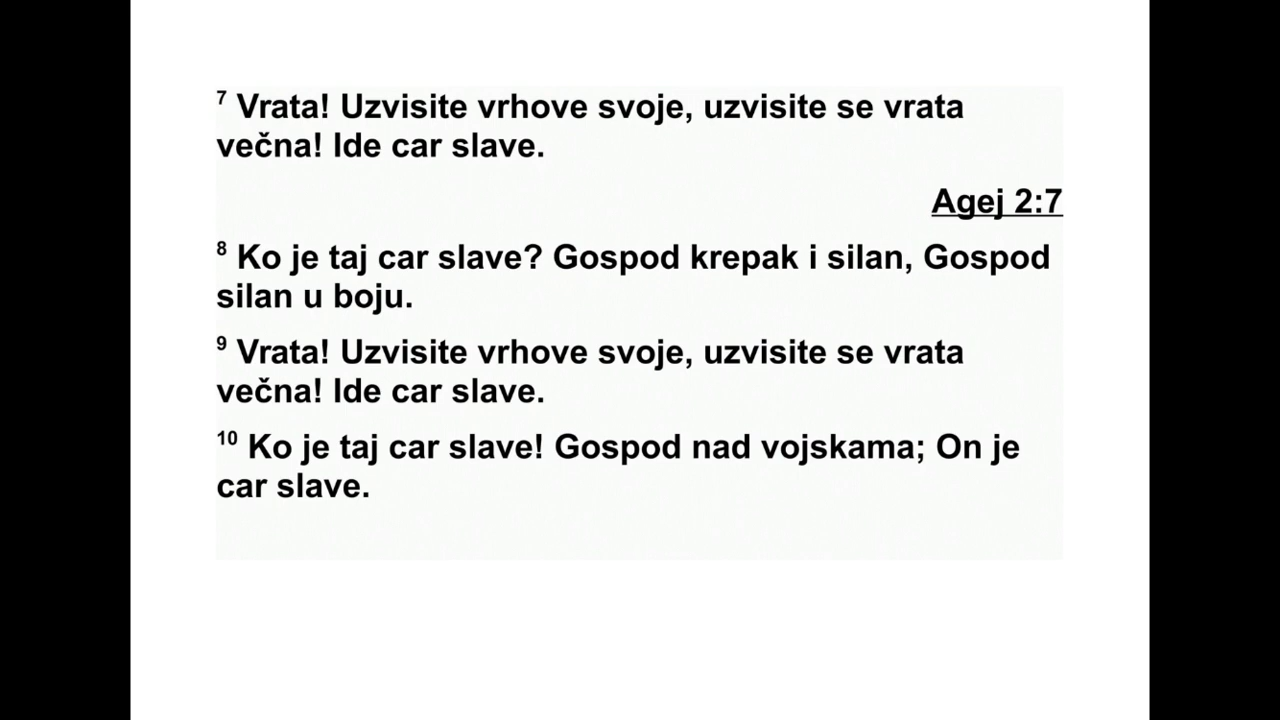 7 Vrata! Uzvisite vrhove svoje, uzvisite se vrata
večna! Ide car slave.
Agej 2:7
8 Ko je taj car slave? Gospod krepak i silan, Gospod
silan u boju.
9 Vrata! Uzvisite vrhove svoje, uzvisite se vrata
večna! Ide car slave.
10 Ko je taj car slave! Gospod nad vojskama; On je
car slave.